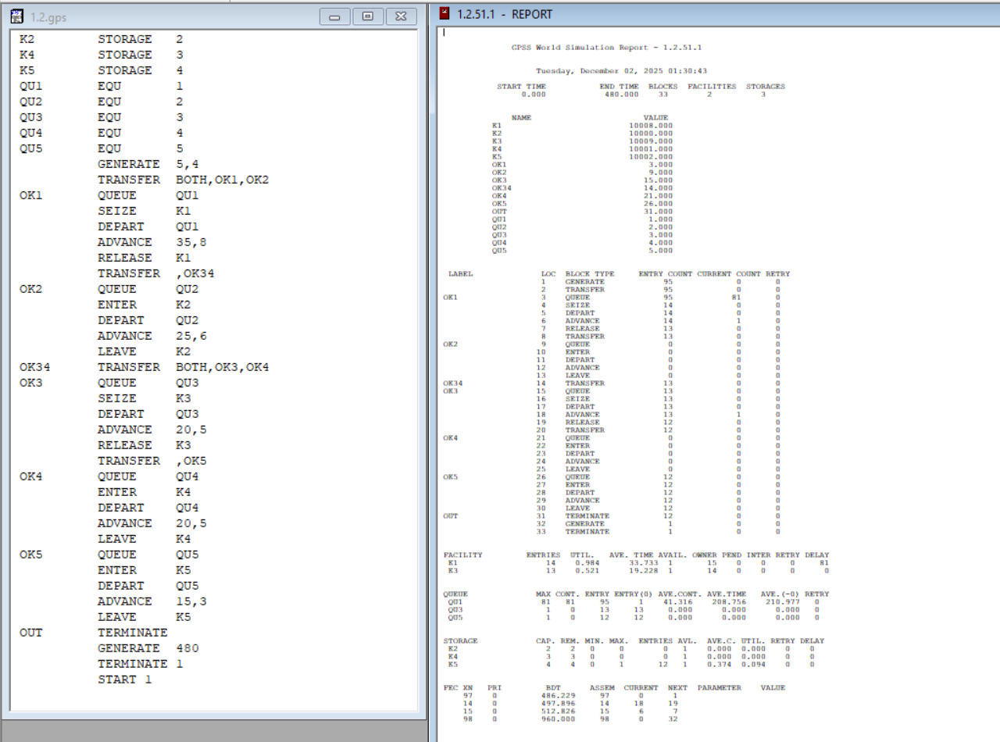 1.2.gps
K2 STORAGE 2
K4 STORAGE 3
K5 STORAGE 4
QU1 EQU 1
QU2 EQU 2
QU3 EQU 3
QU4 EQU 4
QU5 EQU 5
GENERATE 5,4
TRANSFER BOTH,OK1,OK2
OK1 QUEUE QU1
SEIZE K1
DEPART QU1
ADVANCE 35,8
RELEASE K1
TRANSFER ,OK34
OK2 QUEUE QU2
ENTER K2
DEPART QU2
ADVANCE 25,6
LEAVE K2
OK34 TRANSFER BOTH,OK3,OK4
OK3 QUEUE QU3
SEIZE K3
DEPART QU3
ADVANCE 20,5
RELEASE K3
TRANSFER ,OK5
OK4 QUEUE QU4
ENTER K4
DEPART QU4
ADVANCE 20,5
LEAVE K4
OK5 QUEUE QU5
ENTER K5
DEPART QU5
ADVANCE 15,3
LEAVE K5
OUT TERMINATE
GENERATE 480
TERMINATE 1
START 1
1.2.51.1 - REPORT
GPSS World Simulation Report - 1.2.51.1
Tuesday, December 02, 2025 01:30:43
START TIME END TIME BLOCKS FACILITIES STORAGES
0.000 480.000 33 2 3
NAME VALUE
K1 10008.000
K2 10000.000
K3 10009.000
K4 10001.000
K5 10002.000
OK1 3.000
OK2 9.000
OK3 15.000
OK34 14.000
OK4 21.000
OK5 26.000
OUT 31.000
QU1 1.000
QU2 2.000
QU3 3.000
QU4 4.000
QU5 5.000
LABEL LOC BLOCK TYPE ENTRY COUNT CURRENT COUNT RETRY
1 GENERATE 95 0 0
2 TRANSFER 95 0 0
OK1 3 QUEUE 95 81 0
4 SEIZE 14 0 0
5 DEPART 14 0 0
6 ADVANCE 14 1 0
7 RELEASE 13 0 0
8 TRANSFER 13 0 0
OK2 9 QUEUE 0 0 0
10 ENTER 0 0 0
11 DEPART 0 0 0
12 ADVANCE 0 0 0
13 LEAVE 0 0 0
OK34 14 TRANSFER 13 0 0
OK3 15 QUEUE 13 0 0
16 SEIZE 13 0 0
17 DEPART 13 0 0
18 ADVANCE 13 1 0
19 RELEASE 12 0 0
20 TRANSFER 12 0 0
OK4 21 QUEUE 0 0 0
22 ENTER 0 0 0
23 DEPART 0 0 0
24 ADVANCE 0 0 0
25 LEAVE 0 0 0
OK5 26 QUEUE 12 0 0
27 ENTER 12 0 0
28 DEPART 12 0 0
29 ADVANCE 12 0 0
30 LEAVE 12 0 0
OUT 31 TERMINATE 12 0 0
32 GENERATE 1 0 0
33 TERMINATE 1 0 0
FACILITY ENTRIES UTIL. AVE. TIME AVAIL. OWNER PEND INTER RETRY DELAY
K1 14 0.984 33.733 1 15 0 0 0 81
K3 13 0.521 19.228 1 14 0 0 0 0
QUEUE MAX CONT. ENTRY ENTRY(0) AVE.CONT. AVE.TIME AVE.(-0) RETRY
QU1 81 81 95 1 41.316 208.756 210.977 0
QU3 1 0 13 13 0.000 0.000 0.000 0
QU5 1 0 12 12 0.000 0.000 0.000 0
STORAGE CAP. REM. MIN. MAX. ENTRIES AVL. AVE.C. UTIL. RETRY DELAY
K2 2 2 0 0 0 1 0.000 0.000 0 0
K4 3 3 0 0 0 1 0.000 0.000 0 0
K5 4 4 0 1 12 1 0.374 0.094 0 0
FEC XN PRI BDT ASSEM CURRENT NEXT PARAMETER VALUE
97 0 486.229 97 0 1
14 0 497.896 14 18 19
15 0 512.826 15 6 7
98 0 960.000 98 0 32